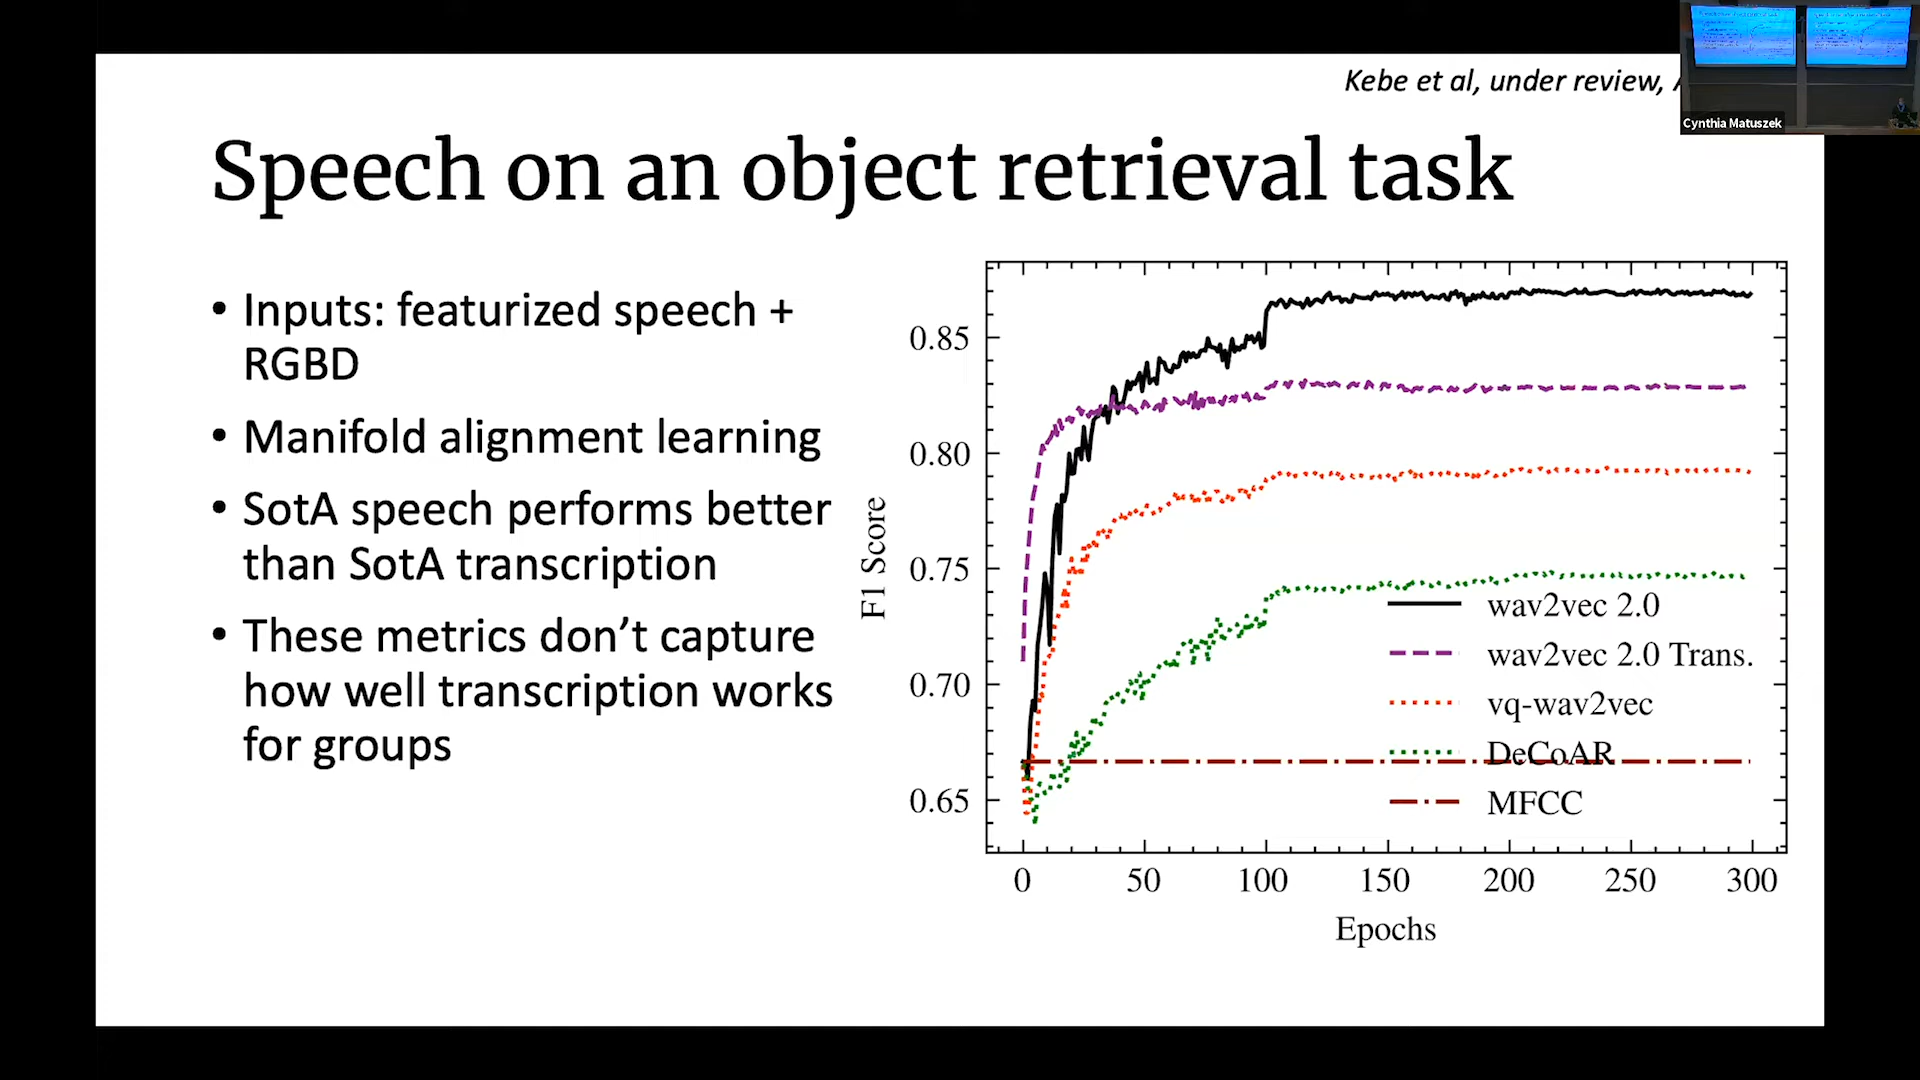 Kebe et al, under review,
Cynthia Matuszek
Speech on an object retrieval task
• Inputs: featurized speech +
RGBD
• Manifold alignment learning
• SotA speech performs better
than SotA transcription
• These metrics don't capture
how well transcription works
for groups
F1 Score
0.85
0.80
0.75
0.70
0.65
wav2vec 2.0
wav2vec 2.0 Trans.
vq-wav2vec
DeCoAR
MFCC
0 50 100 150 200 250 300
Epochs